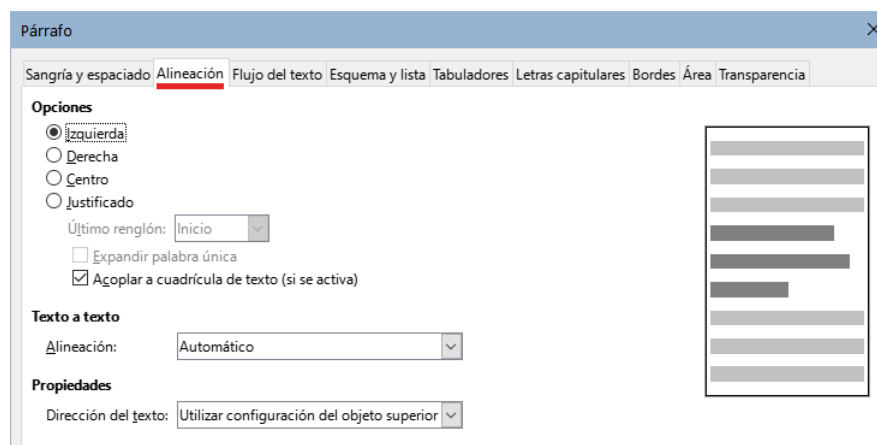 Párrafo
Sangría y espaciado Alineación Flujo del texto Esquema y lista Tabuladores Letras capitulares Bordes Área Transparencia
Opciones
Izquierda
Derecha
Centro
Justificado
Último renglón: Inicio
Expandir palabra única
Acoplar a cuadrícula de texto (si se activa)
Texto a texto
Alineación: Automático
Propiedades
Dirección del texto: Utilizar configuración del objeto superior